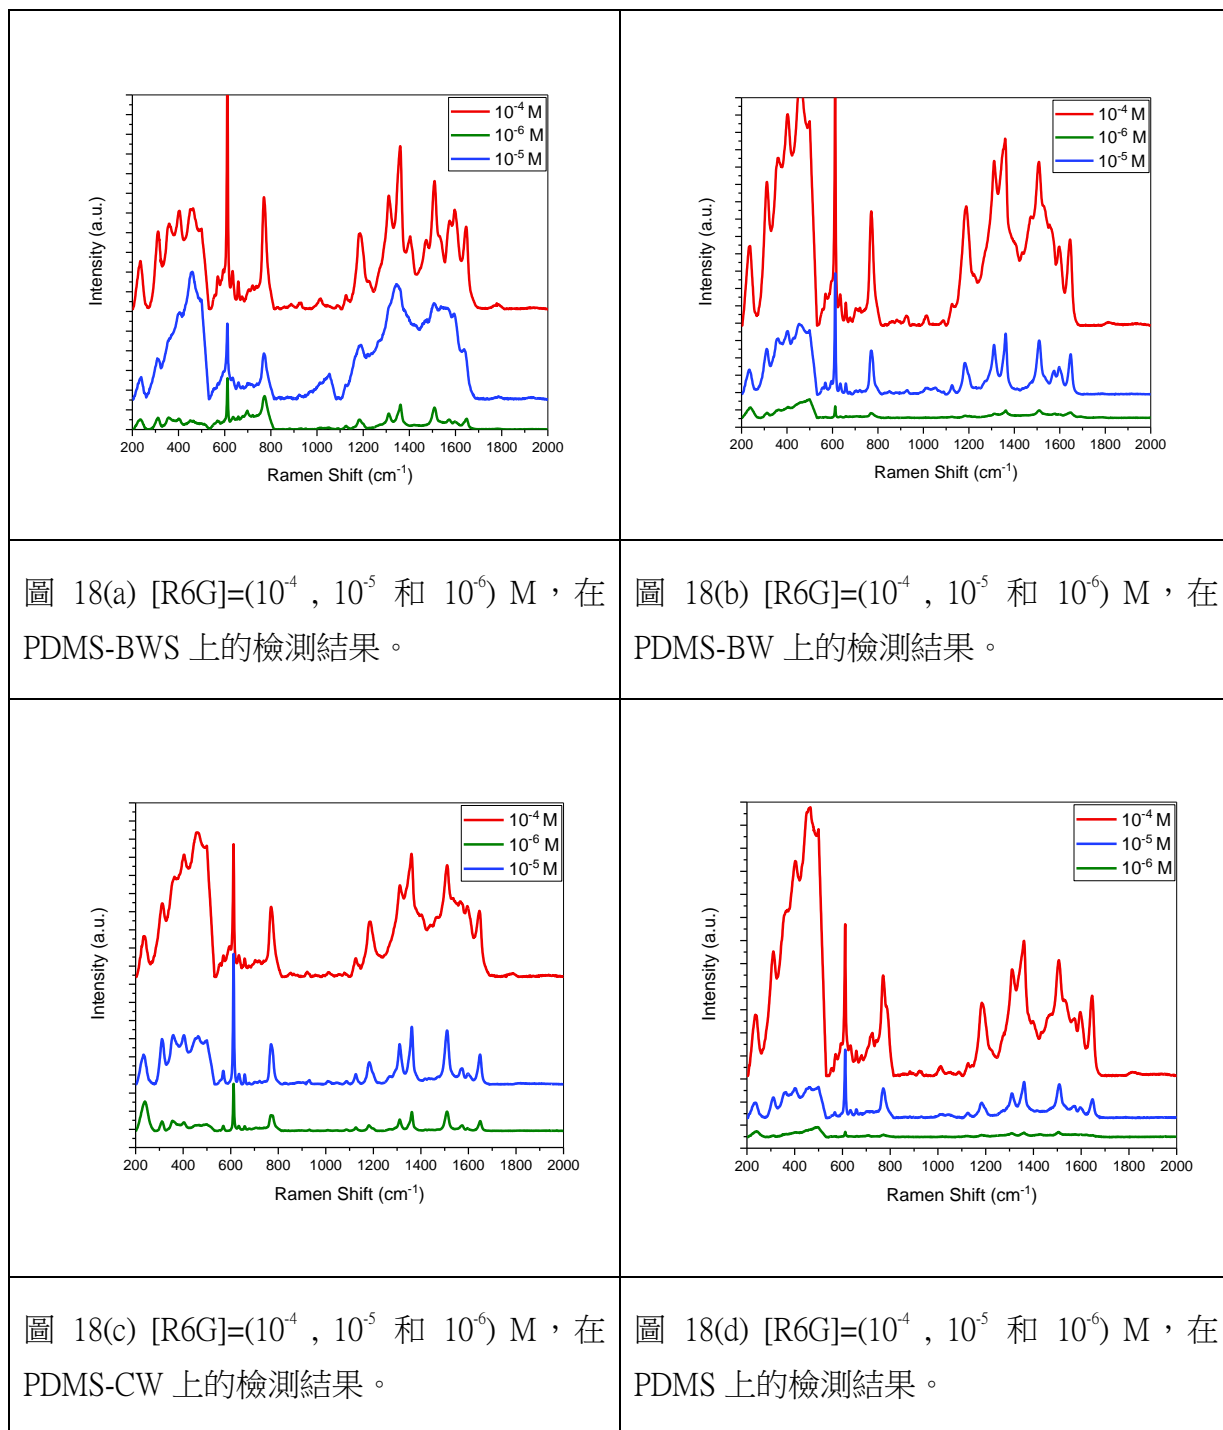 10⁻⁴ M
10⁻⁶ M
10⁻⁵ M
Intensity (a.u.)
200 400 600 800 1000 1200 1400 1600 1800 2000
Ramen Shift (cm⁻¹)
10⁻⁴ M
10⁻⁶ M
10⁻⁵ M
Intensity (a.u.)
200 400 600 800 1000 1200 1400 1600 1800 2000
Ramen Shift (cm⁻¹)
圖 18(a) [R6G]=(10⁻⁴ , 10⁻⁵ 和 10⁻⁶) M，在
PDMS-BWS 上的檢測結果。
圖 18(b) [R6G]=(10⁻⁴ , 10⁻⁵ 和 10⁻⁶) M，在
PDMS-BW 上的檢測結果。
10⁻⁴ M
10⁻⁶ M
10⁻⁵ M
Intensity (a.u.)
200 400 600 800 1000 1200 1400 1600 1800 2000
Ramen Shift (cm⁻¹)
10⁻⁴ M
10⁻⁵ M
10⁻⁶ M
Intensity (a.u.)
200 400 600 800 1000 1200 1400 1600 1800 2000
Ramen Shift (cm⁻¹)
圖 18(c) [R6G]=(10⁻⁴ , 10⁻⁵ 和 10⁻⁶) M，在
PDMS-CW 上的檢測結果。
圖 18(d) [R6G]=(10⁻⁴ , 10⁻⁵ 和 10⁻⁶) M，在
PDMS 上的檢測結果。